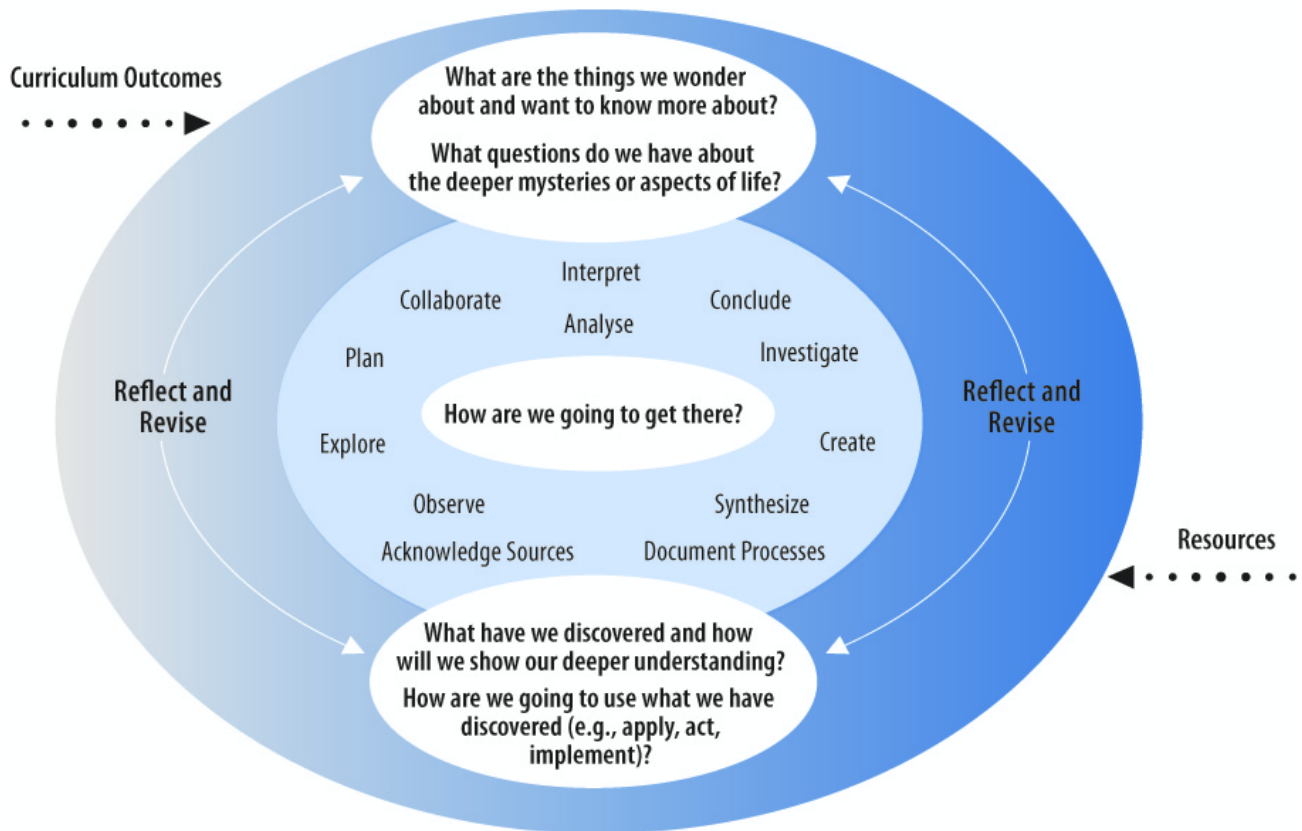 Curriculum Outcomes
What are the things we wonder
about and want to know more about?
What questions do we have about
the deeper mysteries or aspects of life?
Interpret
Collaborate
Conclude
Analyse
Plan
Investigate
Reflect and
Revise
How are we going to get there?
Reflect and
Revise
Explore
Create
Observe
Synthesize
Acknowledge Sources
Document Processes
Resources
What have we discovered and how
will we show our deeper understanding?
How are we going to use what we have
discovered (e.g., apply, act,
implement)?